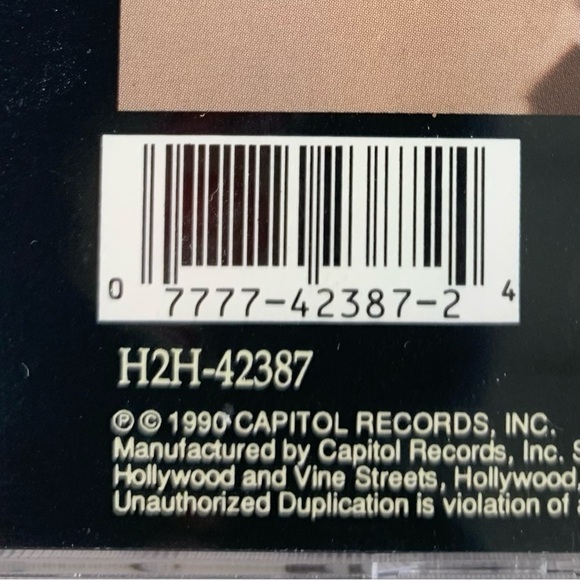 0 7777-42387-2 4
H2H-42387
℗ © 1990 CAPITOL RECORDS, INC.
Manufactured by Capitol Records, Inc. S
Hollywood and Vine Streets, Hollywood,
Unauthorized Duplication is violation of a